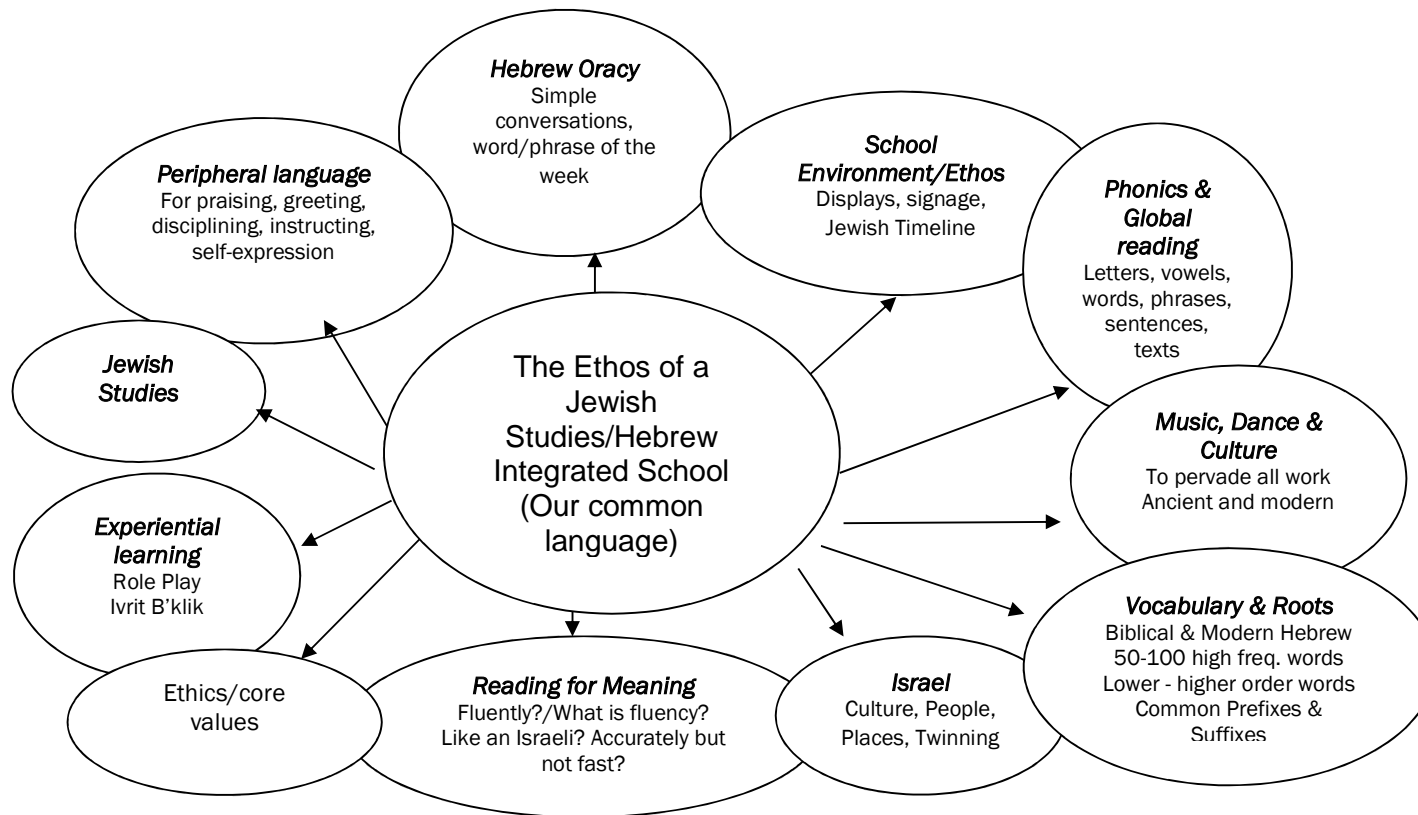 Hebrew Oracy
Simple
conversations,
word/phrase of the
week
School
Environment/Ethos
Displays, signage,
Jewish Timeline
Peripheral language
For praising, greeting,
disciplining, instructing,
self-expression
Phonics &
Global
reading
Letters, vowels,
words, phrases,
sentences,
texts
Jewish
Studies
The Ethos of a
Jewish
Studies/Hebrew
Integrated School
(Our common
language)
Music, Dance &
Culture
To pervade all work
Ancient and modern
Experiential
learning
Role Play
Ivrit B'klik
Vocabulary & Roots
Biblical & Modern Hebrew
50-100 high freq. words
Lower - higher order words
Common Prefixes &
Suffixes
Ethics/core
values
Reading for Meaning
Fluently?/What is fluency?
Like an Israeli? Accurately but
not fast?
Israel
Culture, People,
Places, Twinning